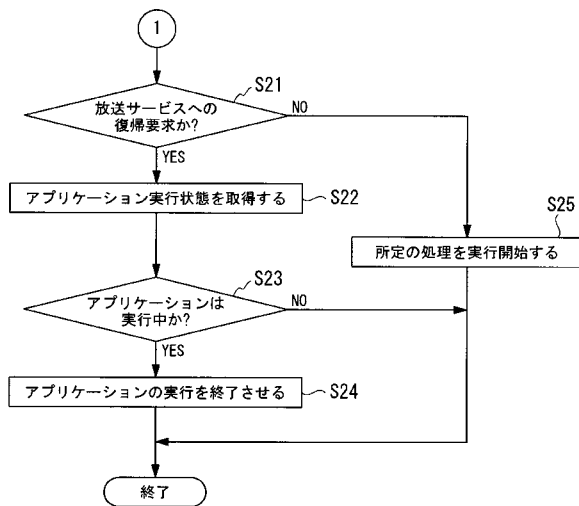 1
S21
放送サービスへの
復帰要求か?
NO
YES
アプリケーション実行状態を取得する
S22
S25
所定の処理を実行開始する
S23
アプリケーションは
実行中か?
NO
YES
アプリケーションの実行を終了させる
S24
終了